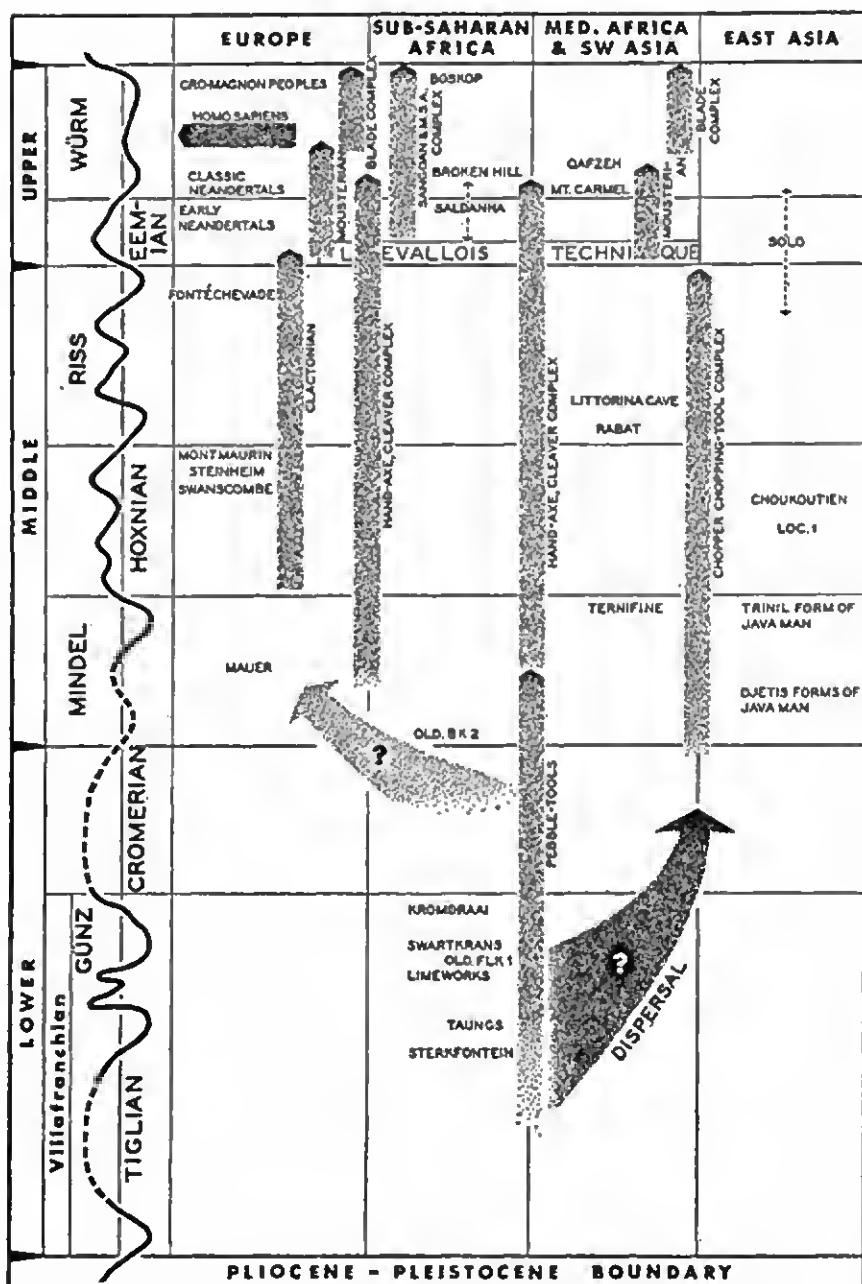 EUROPE
SUB-SAHARAN
AFRICA
MED. AFRICA
& SW ASIA
EAST ASIA
UPPER
WÜRM
EEM-
IAN
CRO-MAGNON PEOPLES
HOMO SAPIENS
CLASSIC
NEANDERTALS
EARLY
NEANDERTALS
MOUSTERIAN
BLADE COMPLEX
SANGOAN & M.S.A.
COMPLEX
BOSKOP
BROKEN HILL
SALDANHA
QAFZEH
MT. CARMEL
MOUSTERI-
AN
BLADE
COMPLEX
SOLO
LEVALLOIS TECHNIQUE
MIDDLE
RISS
HOXNIAN
MINDEL
FONTÉCHEVADE
CLACTONIAN
HAND-AXE, CLEAVER COMPLEX
HAND-AXE, CLEAVER COMPLEX
CHOPPER CHOPPING-TOOL COMPLEX
LITTORINA CAVE
RABAT
MONTMAURIN
STEINHEIM
SWANSCOMBE
CHOUKOUTIEN
LOC. 1
TERNIFINE
TRINIL FORM OF
JAVA MAN
MAUER
DJETIS FORMS OF
JAVA MAN
OLD. BK 2
?
PEBBLE-TOOLS
LOWER
CROMERIAN
Villafranchian
GÜNZ
TIGLIAN
KROMDRAAI
SWARTKRANS
OLD. FLK 1
LIMEWORKS
TAUNGS
STERKFONTEIN
?
DISPERSAL
PLIOCENE – PLEISTOCENE BOUNDARY